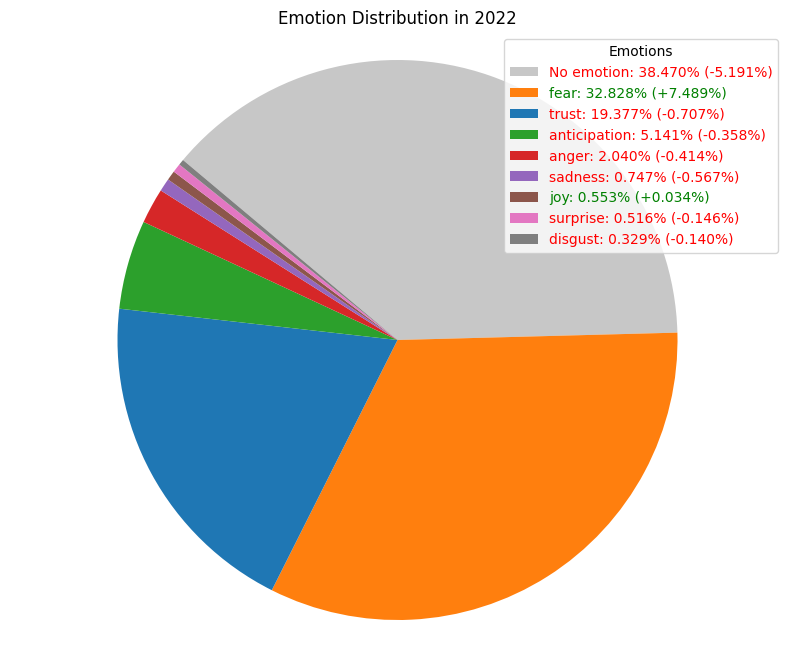 Emotion Distribution in 2022
Emotions
No emotion: 38.470% (-5.191%)
fear: 32.828% (+7.489%)
trust: 19.377% (-0.707%)
anticipation: 5.141% (-0.358%)
anger: 2.040% (-0.414%)
sadness: 0.747% (-0.567%)
joy: 0.553% (+0.034%)
surprise: 0.516% (-0.146%)
disgust: 0.329% (-0.140%)